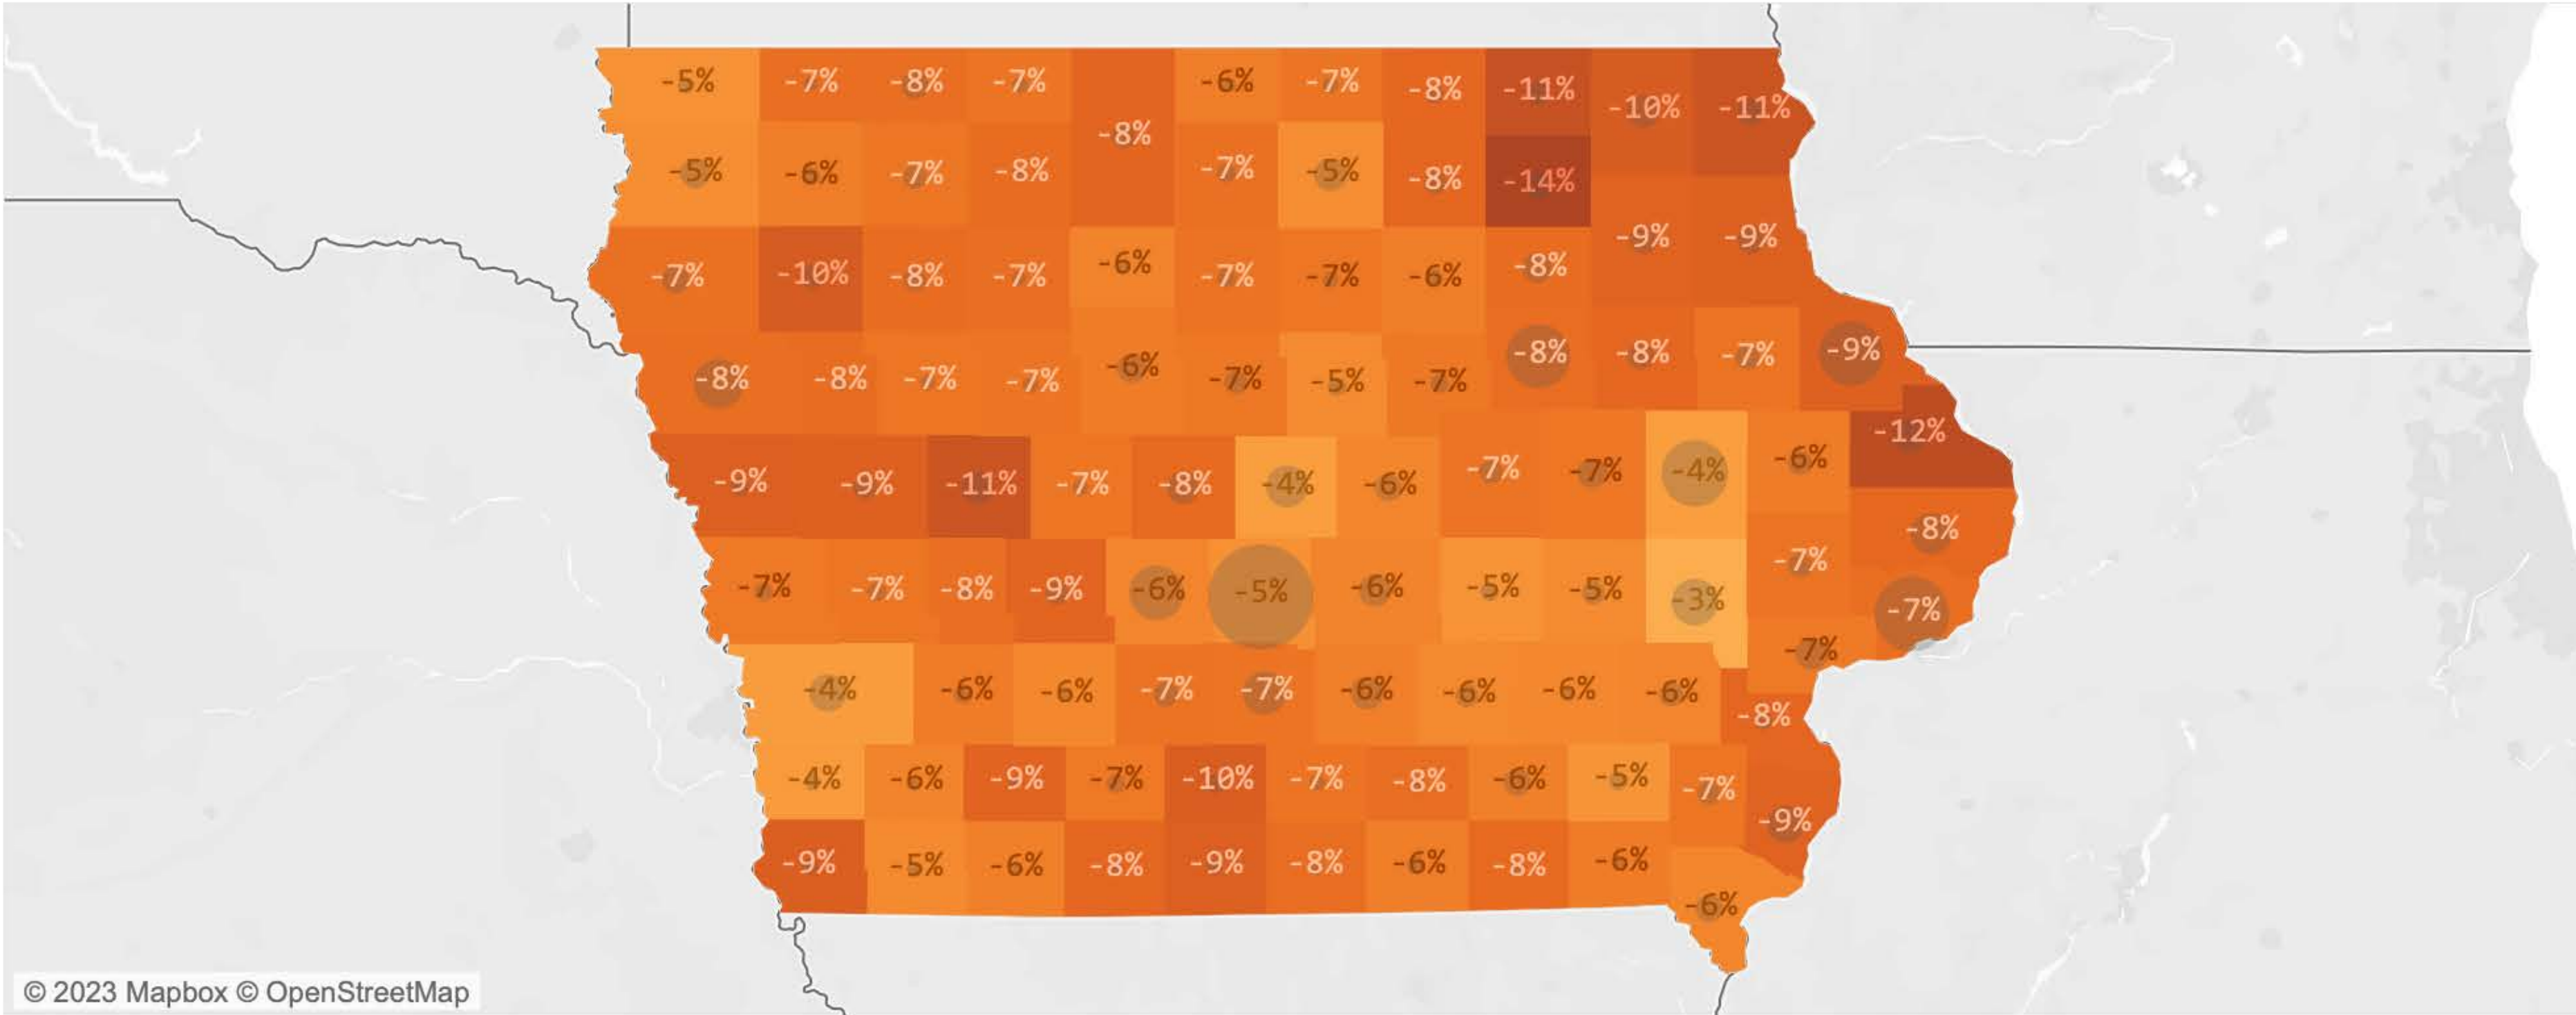 -5% -7% -8% -7% -6% -7% -8% -11% -10% -11%
-8%
-5% -6% -7% -8% -7% -5% -8% -14%
-9% -9%
-7% -10% -8% -7% -6% -7% -7% -6% -8%
-8% -8% -7% -7% -6% -7% -5% -7% -8% -8% -7% -9%
-12%
-9% -9% -11% -7% -8% -4% -6% -7% -7% -4% -6%
-8%
-7% -7% -8% -9% -6% -5% -6% -5% -5% -3% -7% -7%
-7%
-4% -6% -6% -7% -7% -6% -6% -6% -6% -8%
-4% -6% -9% -7% -10% -7% -8% -6% -5% -7% -9%
-9% -5% -6% -8% -9% -8% -6% -8% -6%
-6%
© 2023 Mapbox © OpenStreetMap